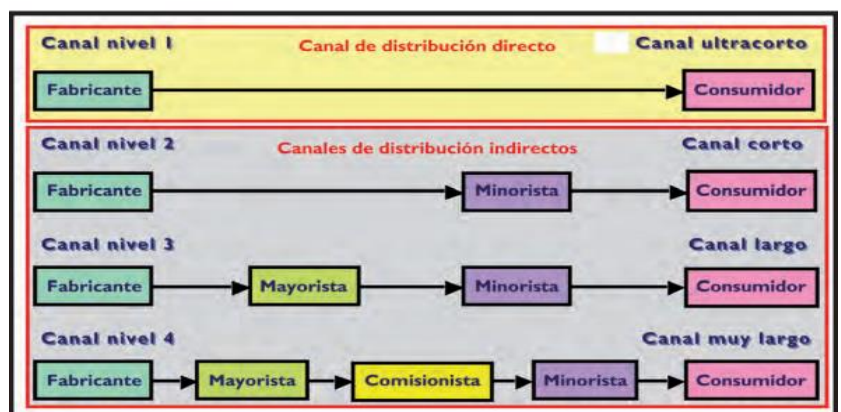 Canal nivel 1 Canal de distribución directo Canal ultracorto
Fabricante Consumidor
Canal nivel 2 Canales de distribución indirectos Canal corto
Fabricante Minorista Consumidor
Canal nivel 3 Canal largo
Fabricante Mayorista Minorista Consumidor
Canal nivel 4 Canal muy largo
Fabricante Mayorista Comisionista Minorista Consumidor